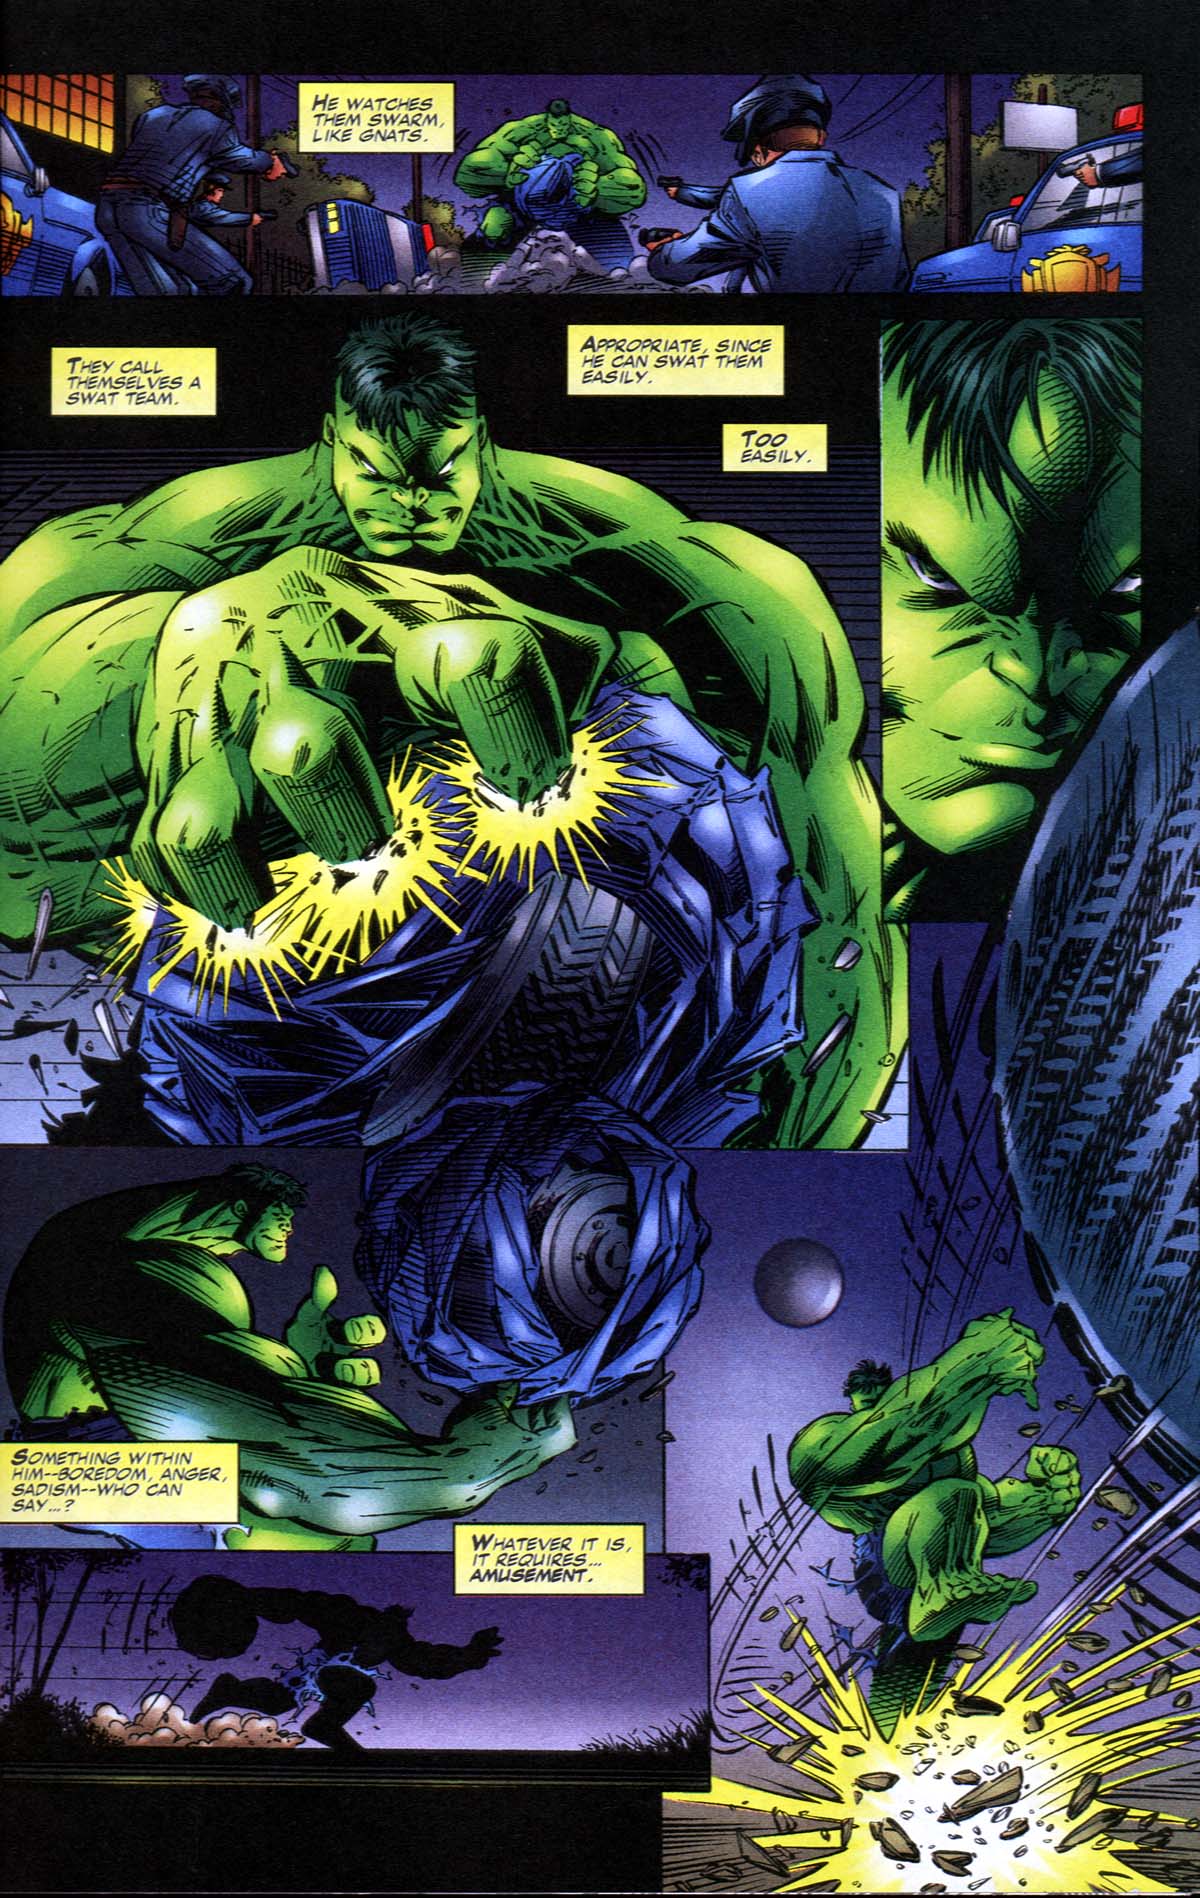 HE WATCHES
THEM SWARM,
LIKE GNATS.
THEY CALL
THEMSELVES A
SWAT TEAM.
APPROPRIATE, SINCE
HE CAN SWAT THEM
EASILY.
TOO
EASILY.
SOMETHING WITHIN
HIM--BOREDOM, ANGER,
SADISM--WHO CAN
SAY...?
WHATEVER IT IS,
IT REQUIRES...
AMUSEMENT.